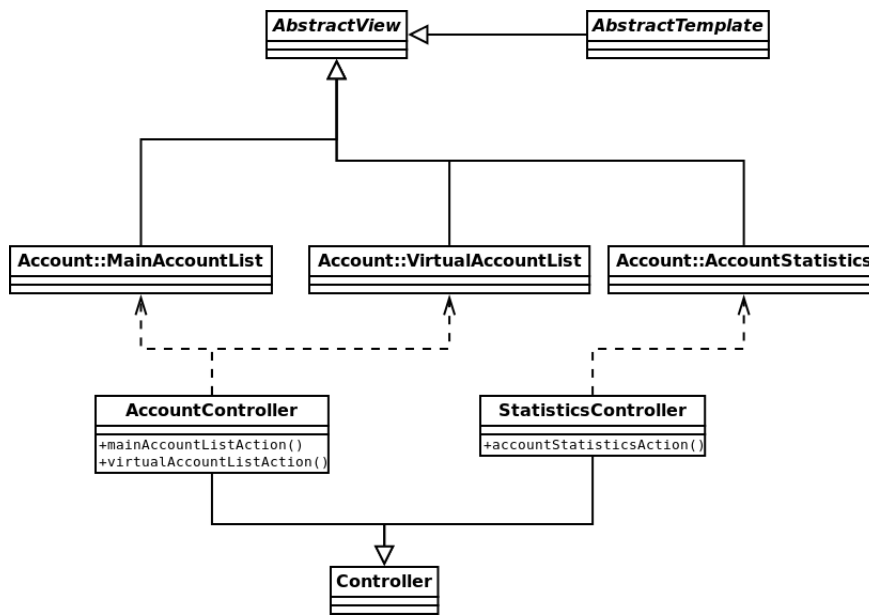 AbstractView
AbstractTemplate
Account::MainAccountList
Account::VirtualAccountList
Account::AccountStatistics
AccountController
+mainAccountListAction()
+virtualAccountListAction()
StatisticsController
+accountStatisticsAction()
Controller